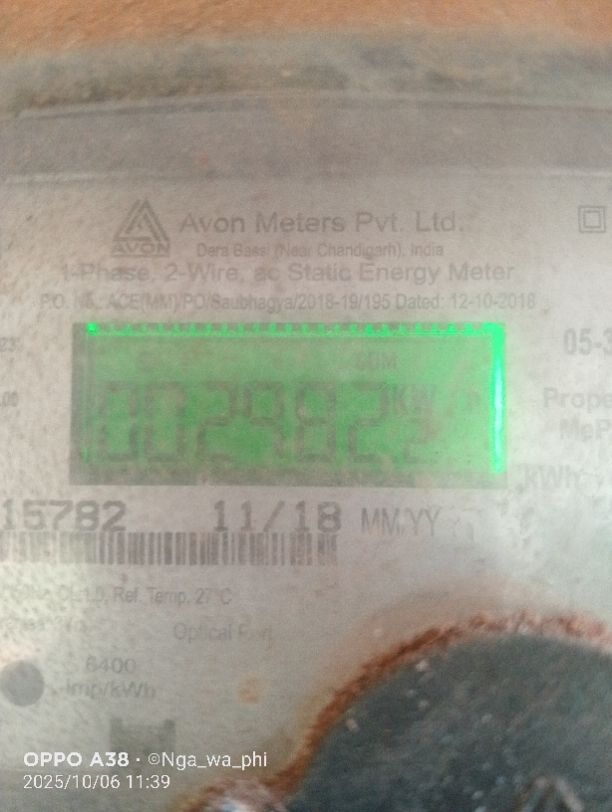 Avon Meters Pvt. Ltd.
AVON
Dera Bassi (Near Chandigarh), India
1-Phase, 2-Wire, ac Static Energy Meter
P.O. No. ACE(MM)/PO/Saubhagya/2018-19/195 Dated: 12-10-2018
05-3
CUM
002982 kWh
Prope
kWh
15782 11/18 MM/YY
Ref. Temp. 27°C
Optical Port
6400
imp/kWh
OPPO A38 · ©Nga_wa_phi
2025/10/06 11:39